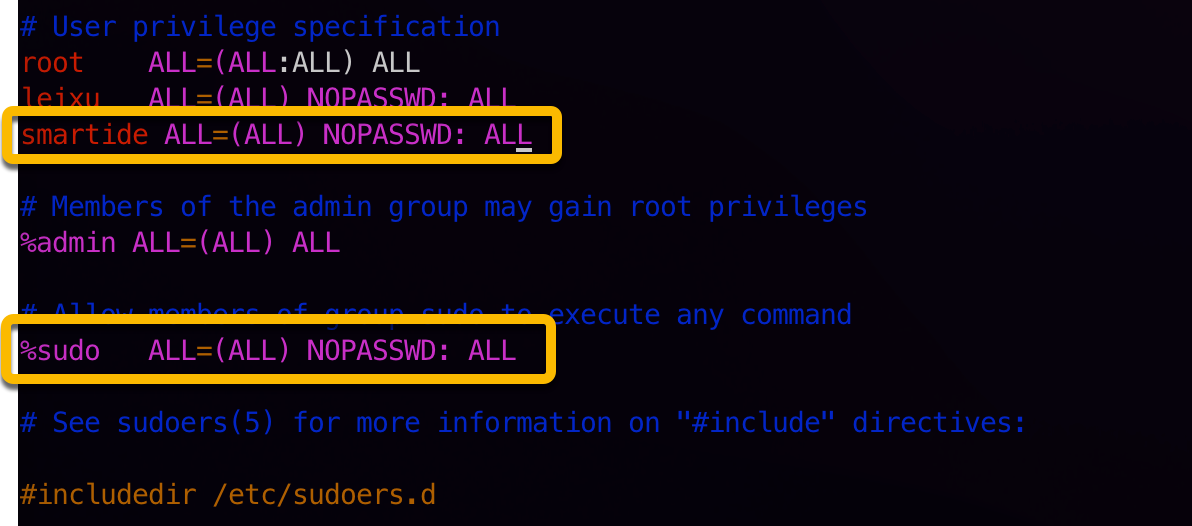 # User privilege specification
root    ALL=(ALL:ALL) ALL
leixu   ALL=(ALL) NOPASSWD: ALL
smartide ALL=(ALL) NOPASSWD: ALL
# Members of the admin group may gain root privileges
%admin ALL=(ALL) ALL
# Allow members of group sudo to execute any command
%sudo   ALL=(ALL) NOPASSWD: ALL
# See sudoers(5) for more information on "#include" directives:
#includedir /etc/sudoers.d